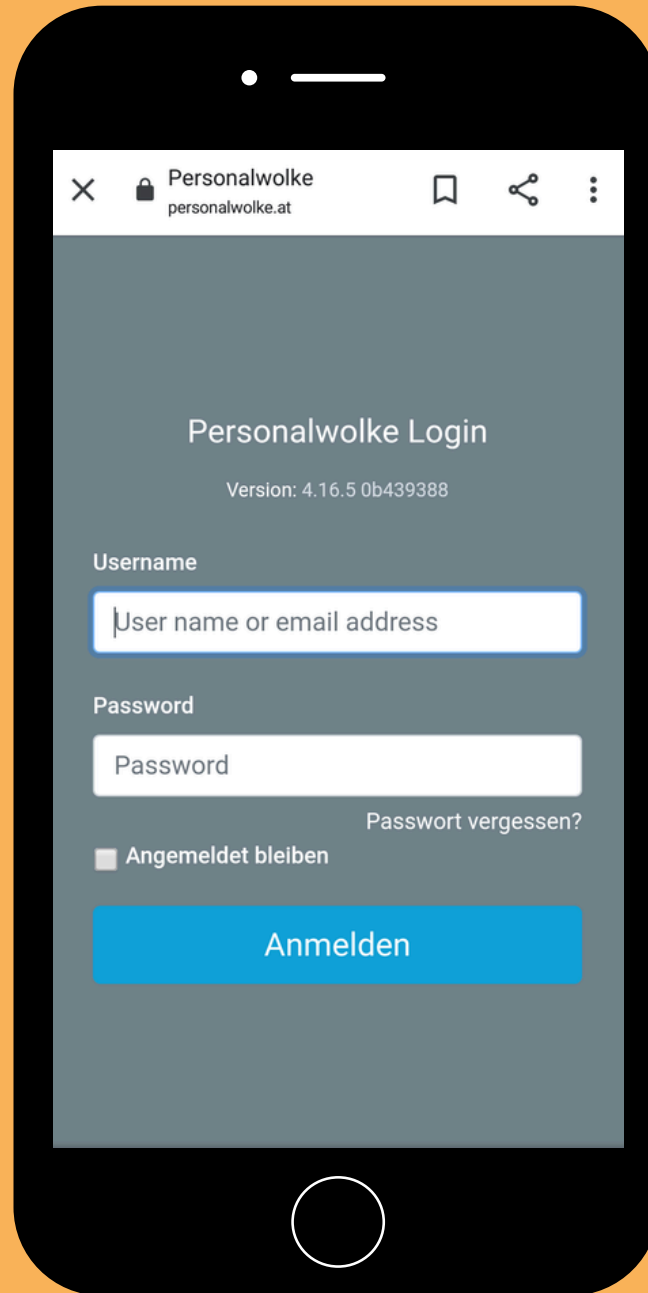 Personalwolke
personalwolke.at
Personalwolke Login
Version: 4.16.5 0b439388
Username
User name or email address
Password
Password
Passwort vergessen?
Angemeldet bleiben
Anmelden